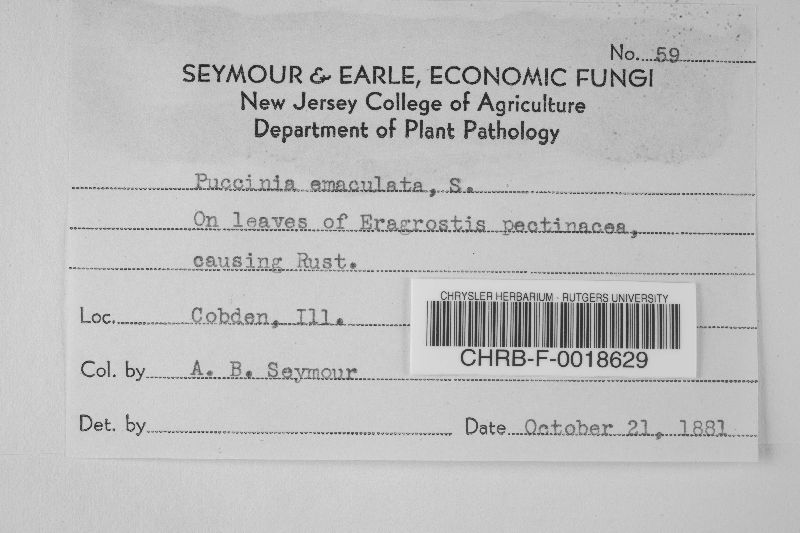 No. 59
SEYMOUR & EARLE, ECONOMIC FUNGI
New Jersey College of Agriculture
Department of Plant Pathology
Puccinia emaculata, S.
On leaves of Eragrostis pectinacea,
causing Rust.
Loc. Cobden, Ill.
CHRYSLER HERBARIUM - RUTGERS UNIVERSITY
CHRB-F-0018629
Col. by A. B. Seymour
Det. by
Date October 21, 1881